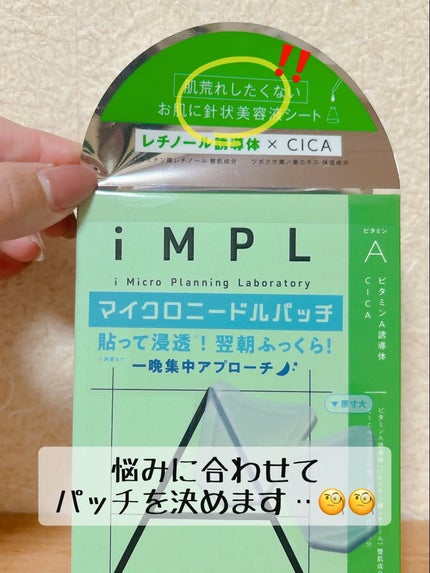 肌荒れしたくない
お肌に針状美容液シート
レチノール誘導体 × CICA
ツボクサ葉/茎エキス 保湿成分
iMPL
i Micro Planning Laboratory
マイクロニードルパッチ
貼って浸透！翌朝ふっくら！
一晩集中アプローチ
ビタミン
A
ビタミンA誘導体
CICA
▼原寸大
悩みに合わせて
パッチを決めます‥🧐🧐